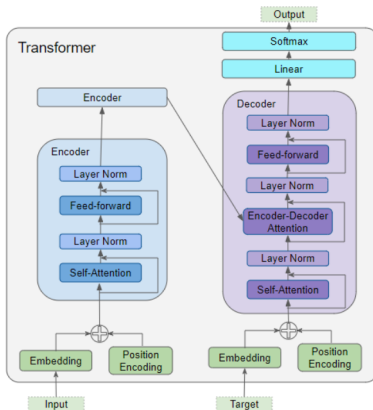 Output
Transformer
Softmax
Linear
Encoder
Decoder
Layer Norm
Encoder
Feed-forward
Layer Norm
Layer Norm
Feed-forward
Encoder-Decoder
Attention
Layer Norm
Layer Norm
Self-Attention
Self-Attention
Embedding
Position
Encoding
Embedding
Position
Encoding
Input
Target